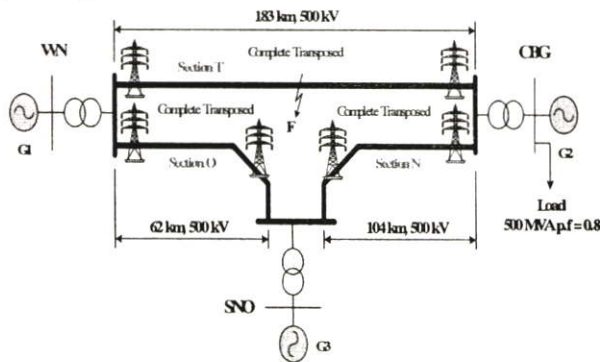 183 km, 500 kV
WN
Complete Transposed
CBG
Section T
Complete Transposed
Complete Transposed
F
G1
G2
Section O
Section N
Load
500 MVA p.f = 0.8
62 km, 500 kV
104 km, 500 kV
SNO
G3